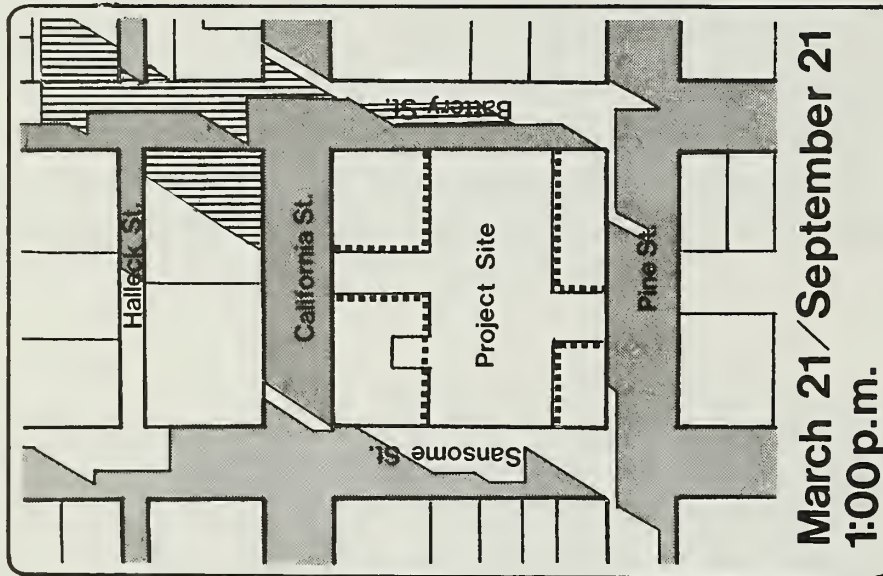 Halleck St.
Battery St.
California St.
Project Site
Sansome St.
Pine St.
March 21/September 21
1:00p.m.